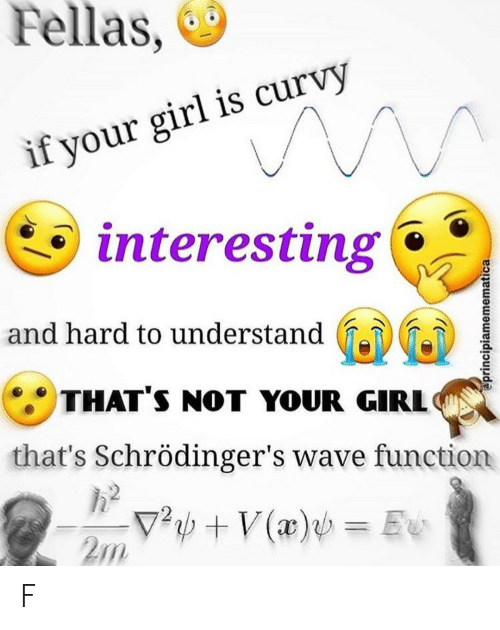 Fellas, 😳
if your girl is curvy
🤨 interesting 🤔
and hard to understand 😭😭
😮 THAT'S NOT YOUR GIRL 🙈
that's Schrödinger's wave function
-ħ²/2m ∇²ψ + V(x)ψ = Eψ
@principiamemematica
F